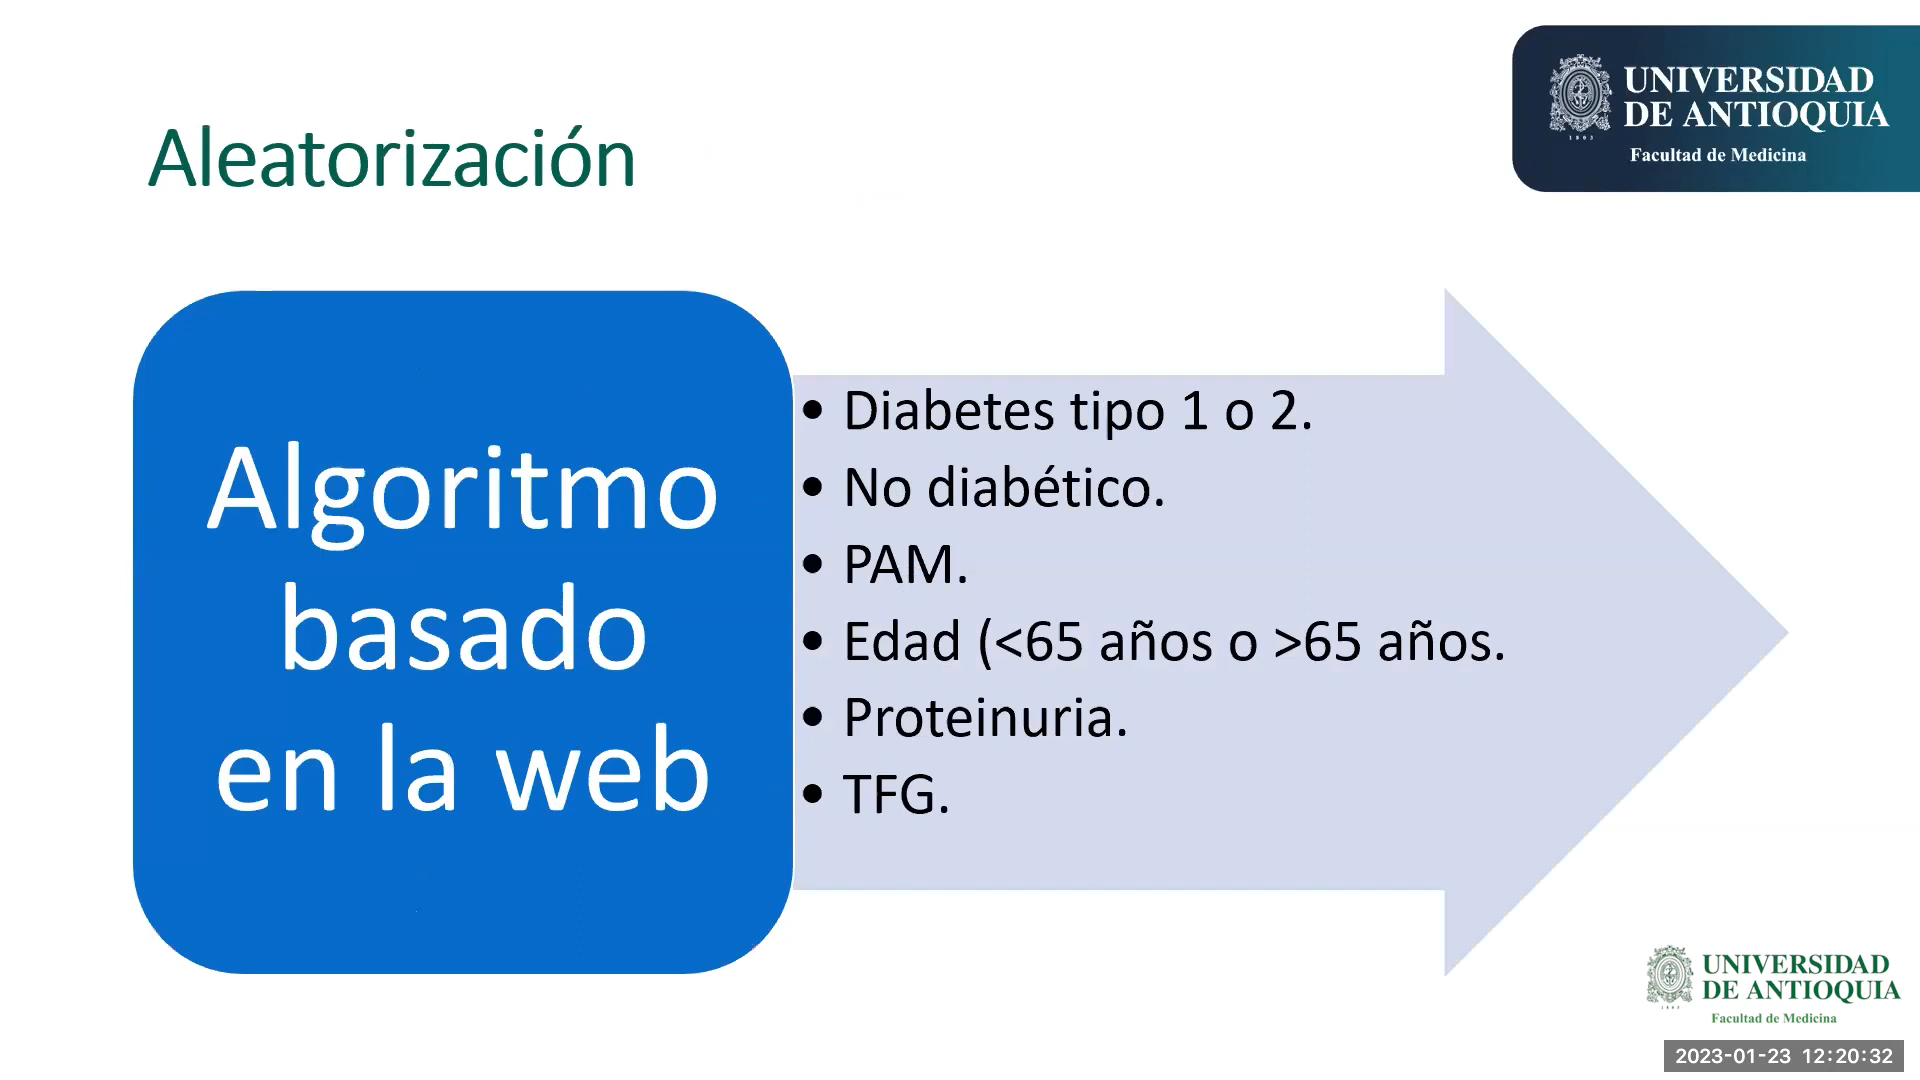 UNIVERSIDAD
DE ANTIOQUIA
1803
Facultad de Medicina
Aleatorización
Algoritmo
basado
en la web
• Diabetes tipo 1 o 2.
• No diabético.
• PAM.
• Edad (<65 años o >65 años.
• Proteinuria.
• TFG.
UNIVERSIDAD
DE ANTIOQUIA
1803
Facultad de Medicina
2023-01-23 12:20:32